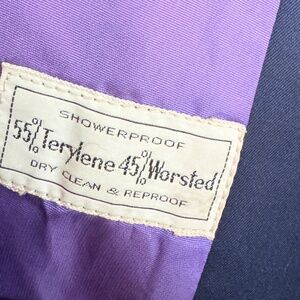 SHOWERPROOF
55% Terylene 45% Worsted
DRY CLEAN & REPROOF